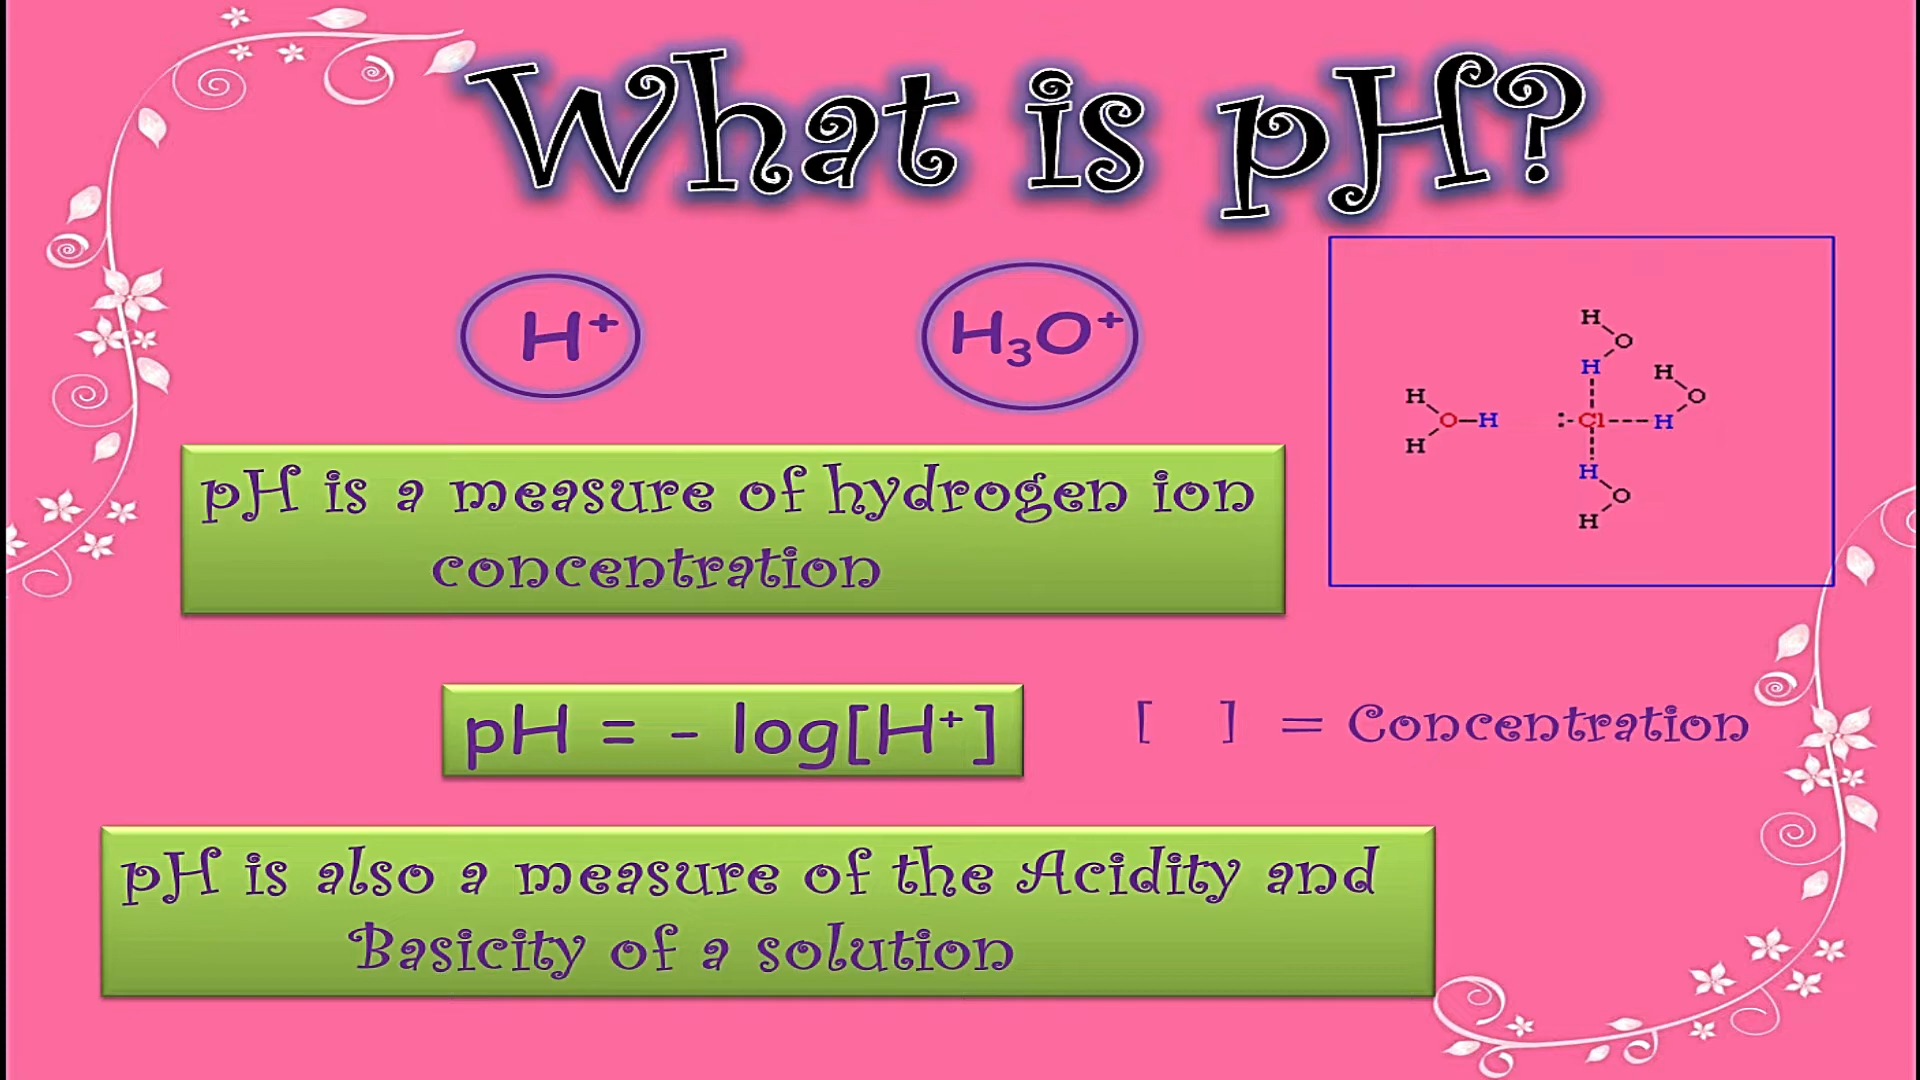 What is pH?
H⁺
H₃O⁺
pH is a measure of hydrogen ion
concentration
H
O
H
H
O
H
H
O—H
H
:-Cl
H
O
H
pH = - log[H⁺]
[ ] = Concentration
pH is also a measure of the Acidity and
Basicity of a solution